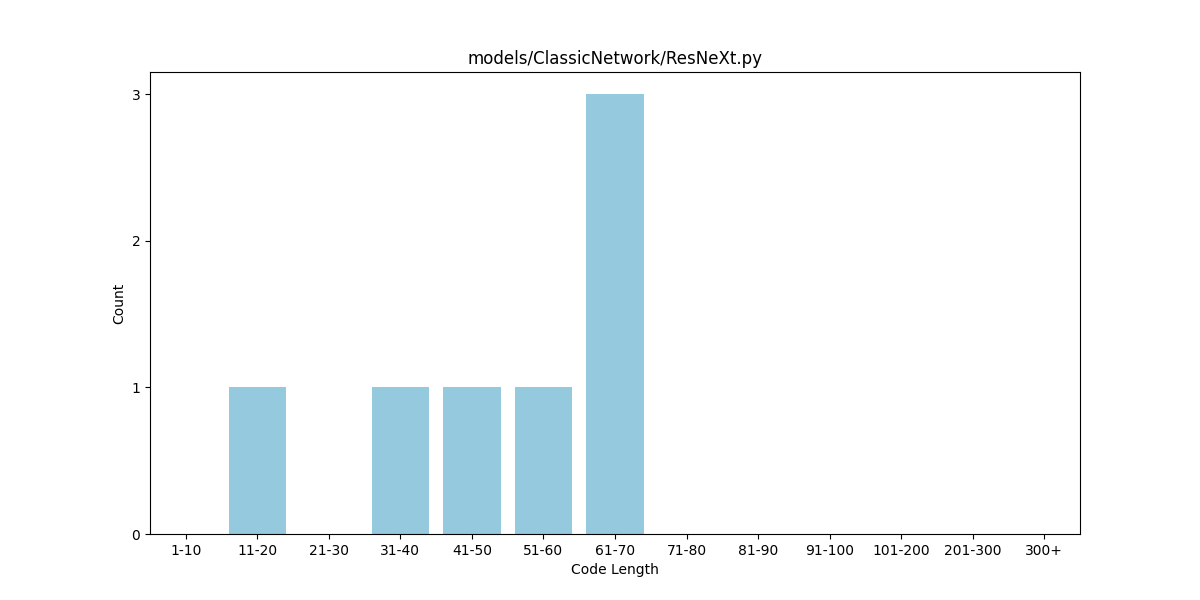 models/ClassicNetwork/ResNeXt.py
3
2
1
0
Count
1-10 11-20 21-30 31-40 41-50 51-60 61-70 71-80 81-90 91-100 101-200 201-300 300+
Code Length